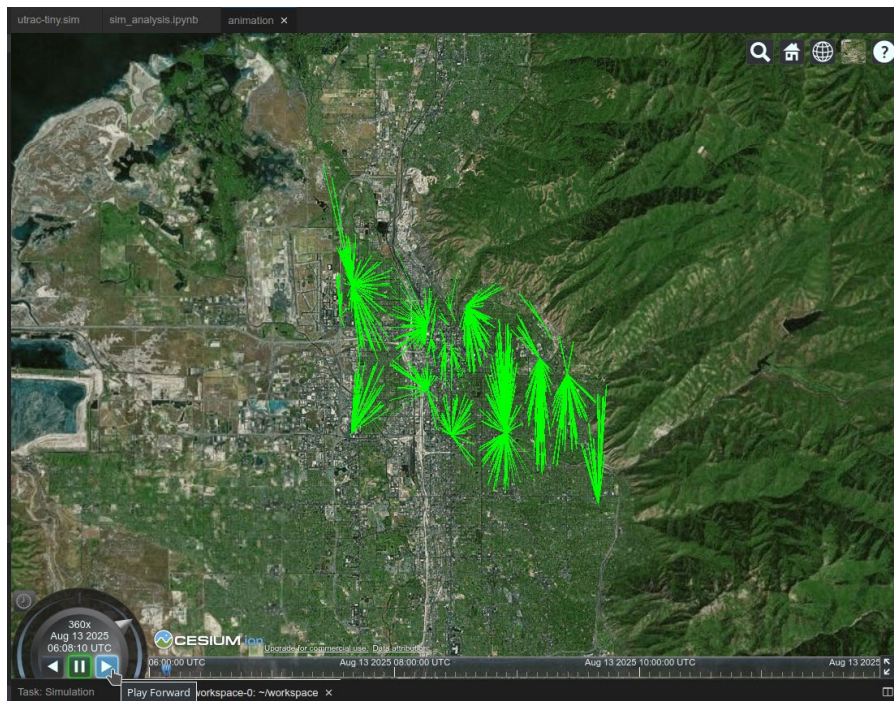 utrac-tiny.sim sim_analysis.ipynb animation ×
?
360x
Aug 13 2025
06:08:10 UTC
CESIUM ion
Upgrade for commercial use. Data attribution
06:00:00 UTC Aug 13 2025 08:00:00 UTC Aug 13 2025 10:00:00 UTC Aug 13 2025
Task: Simulation Play Forward workspace-0: ~/workspace ×